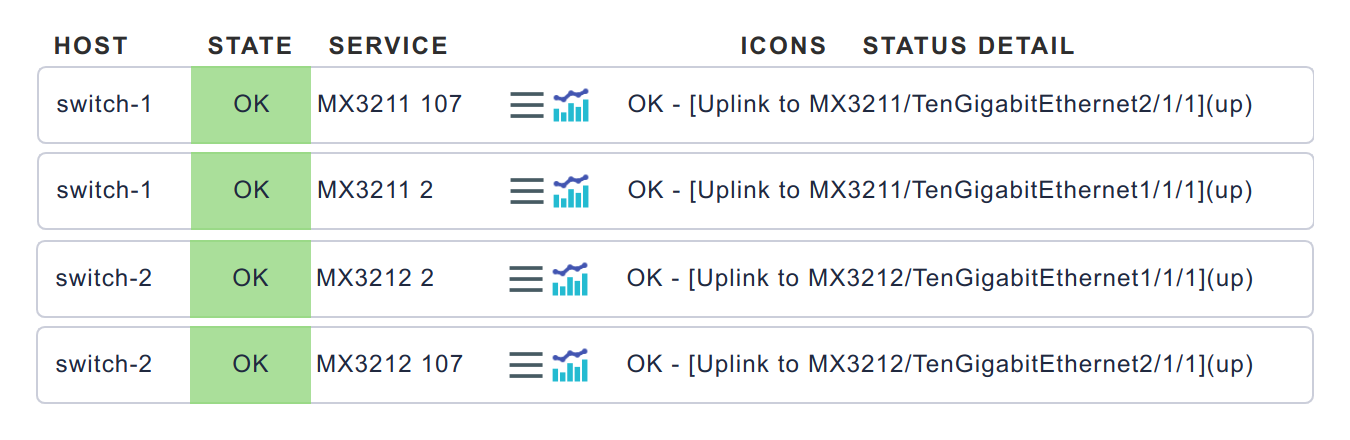 HOST STATE SERVICE ICONS STATUS DETAIL
switch-1 OK MX3211 107 OK - [Uplink to MX3211/TenGigabitEthernet2/1/1](up)
switch-1 OK MX3211 2 OK - [Uplink to MX3211/TenGigabitEthernet1/1/1](up)
switch-2 OK MX3212 2 OK - [Uplink to MX3212/TenGigabitEthernet1/1/1](up)
switch-2 OK MX3212 107 OK - [Uplink to MX3212/TenGigabitEthernet2/1/1](up)